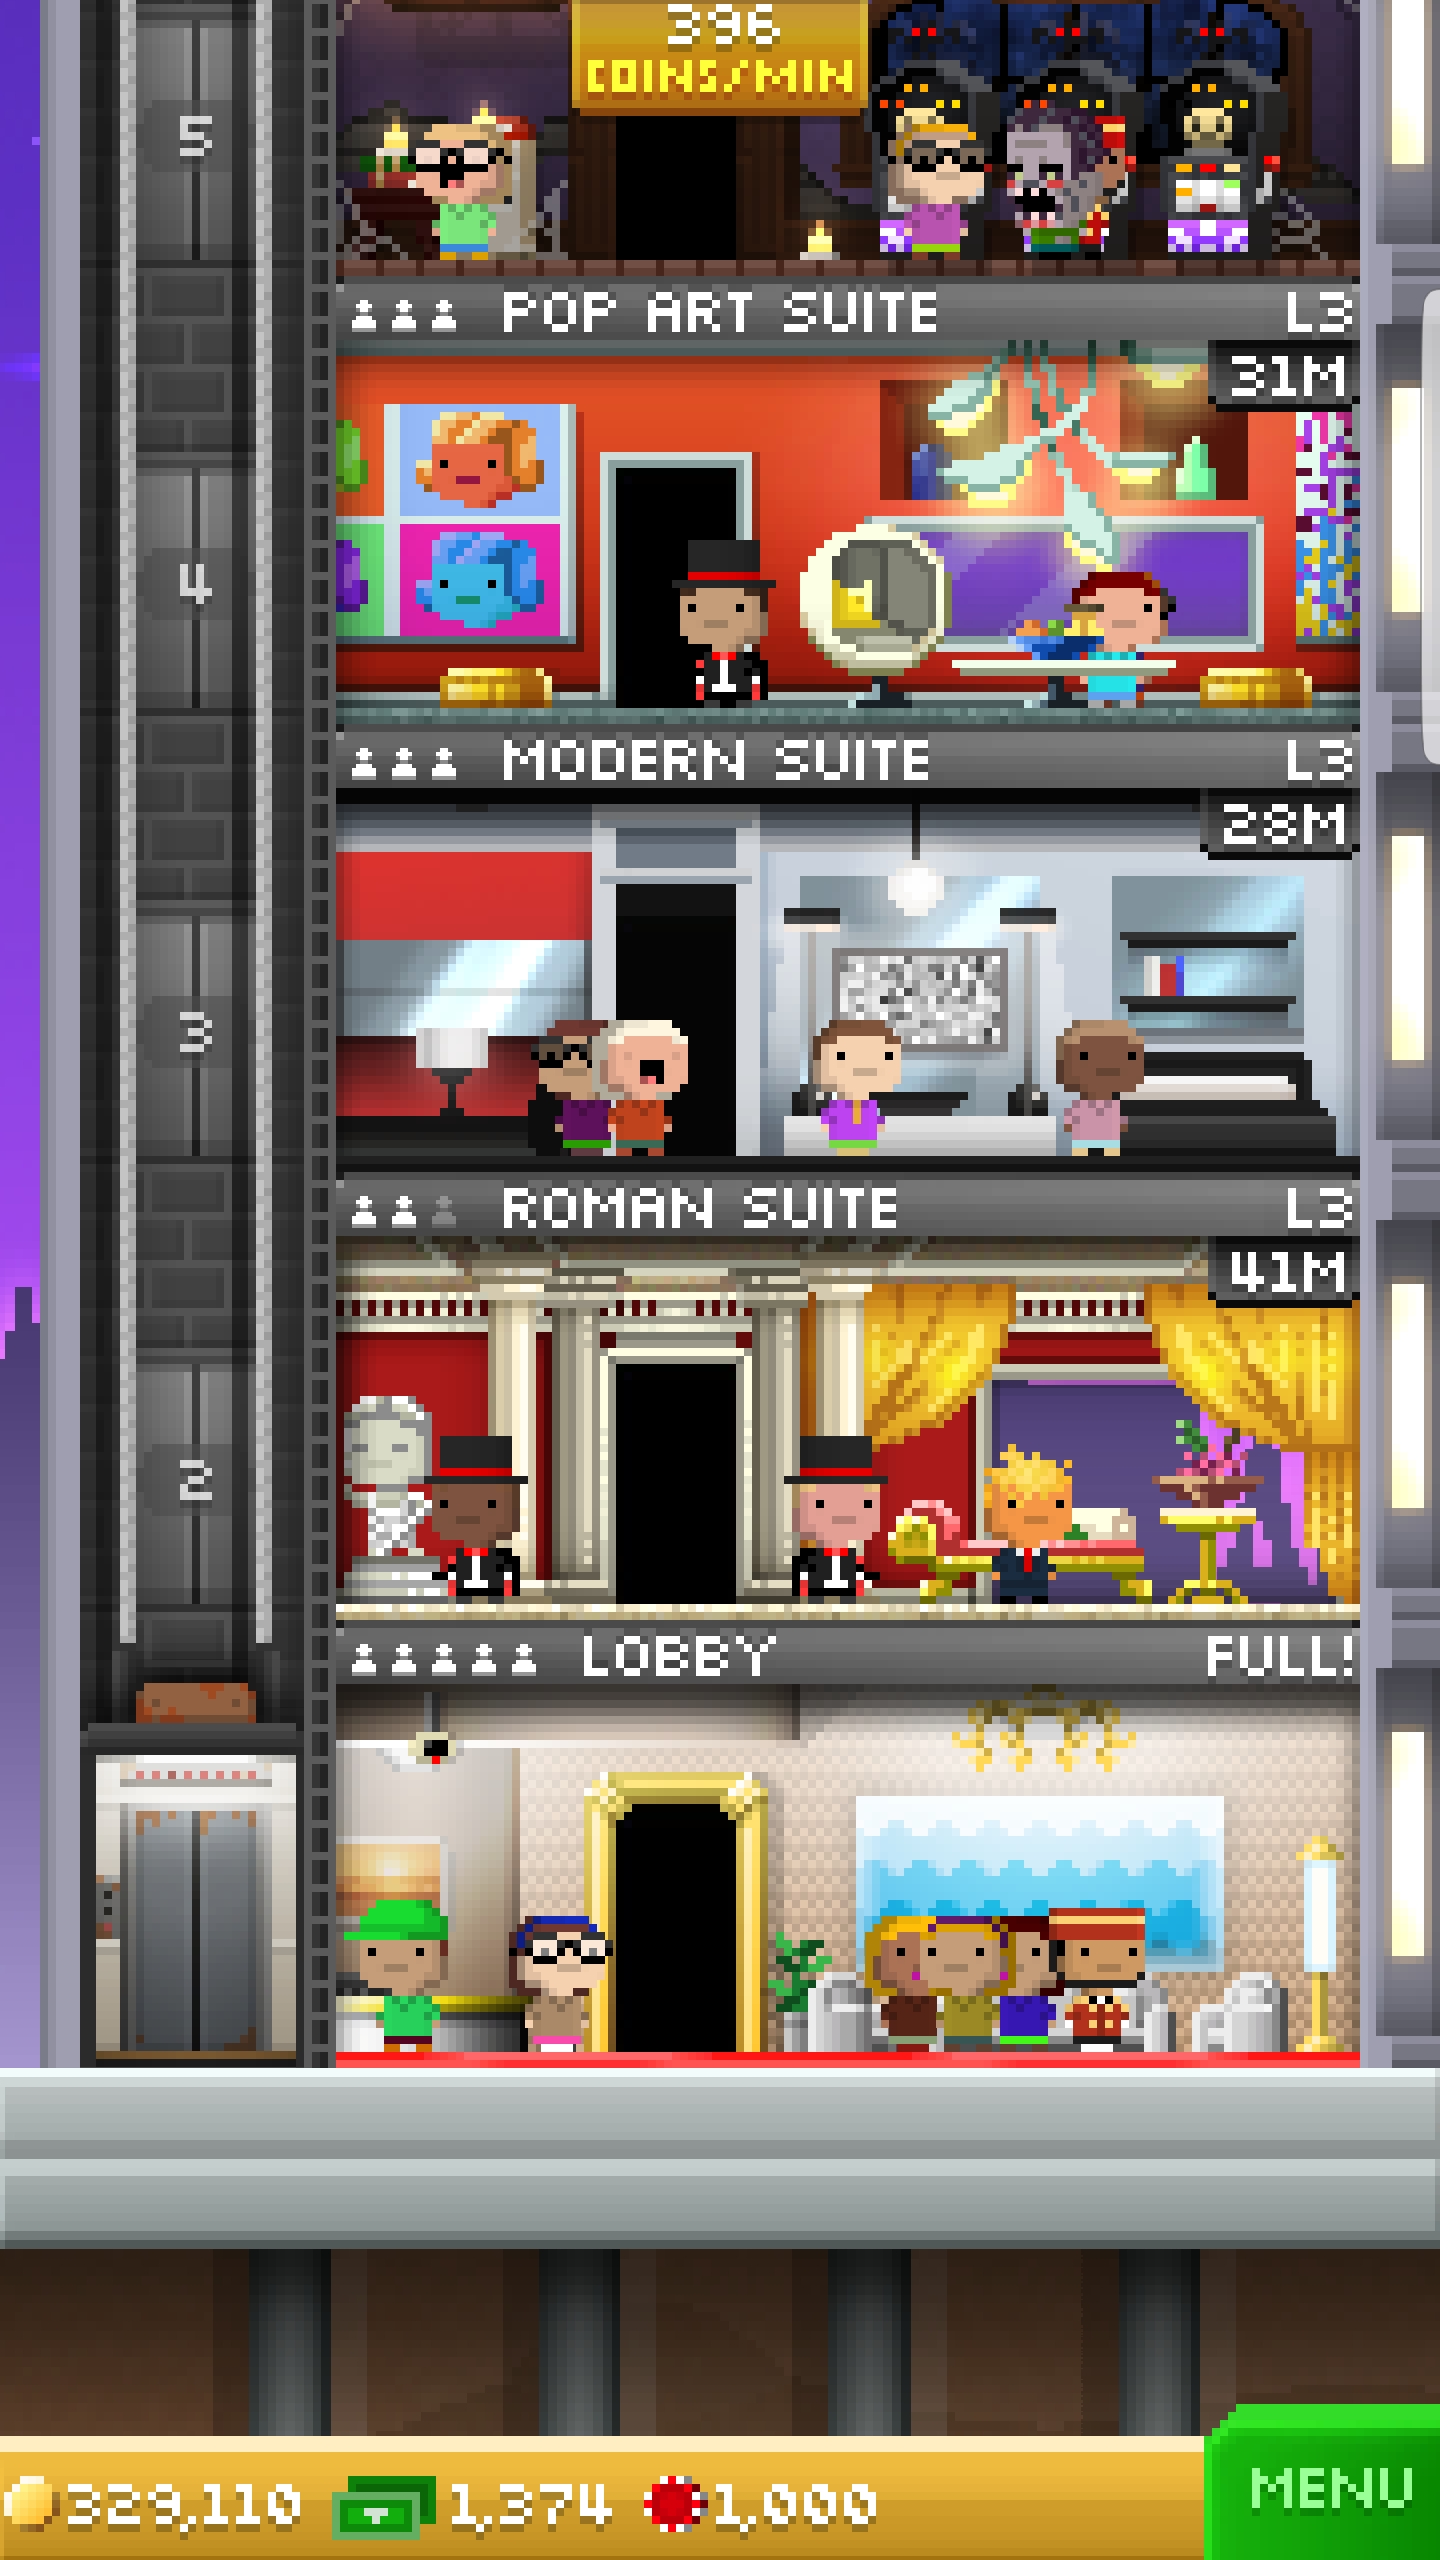 396
COINS/MIN
5
POP ART SUITE L3
31M
4
MODERN SUITE L3
28M
3
ROMAN SUITE L3
41M
2
LOBBY FULL!
329,110 1,374 1,000
MENU